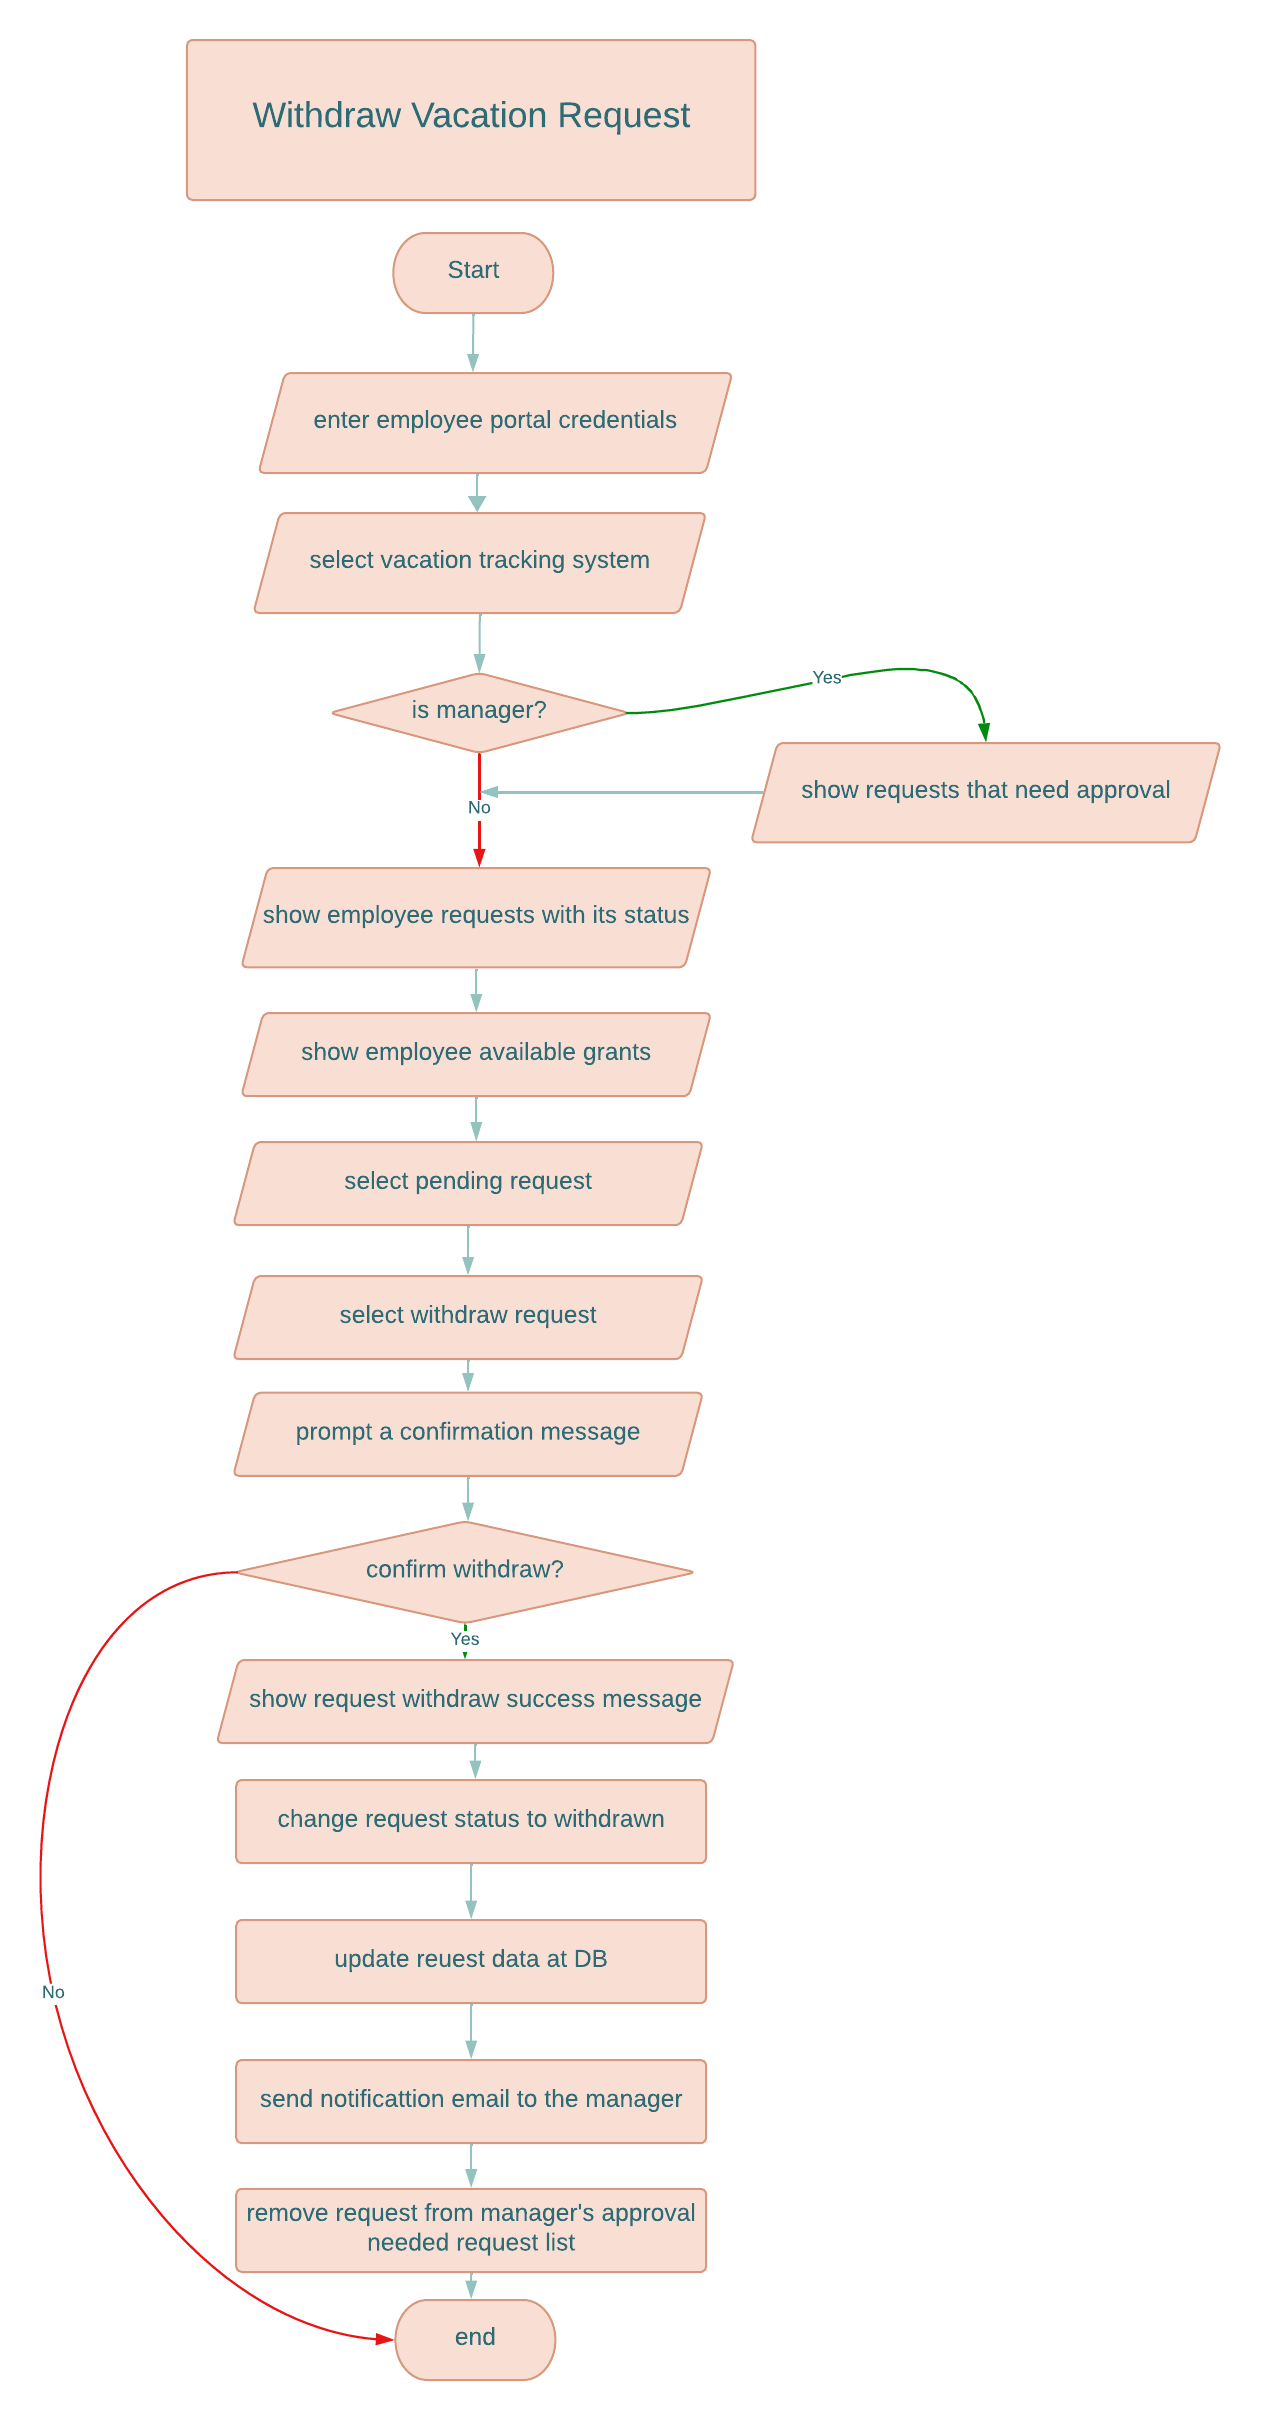 Withdraw Vacation Request
Start
enter employee portal credentials
select vacation tracking system
is manager?
Yes
show requests that need approval
No
show employee requests with its status
show employee available grants
select pending request
select withdraw request
prompt a confirmation message
confirm withdraw?
Yes
show request withdraw success message
change request status to withdrawn
update reuest data at DB
No
send notificattion email to the manager
remove request from manager's approval
needed request list
end